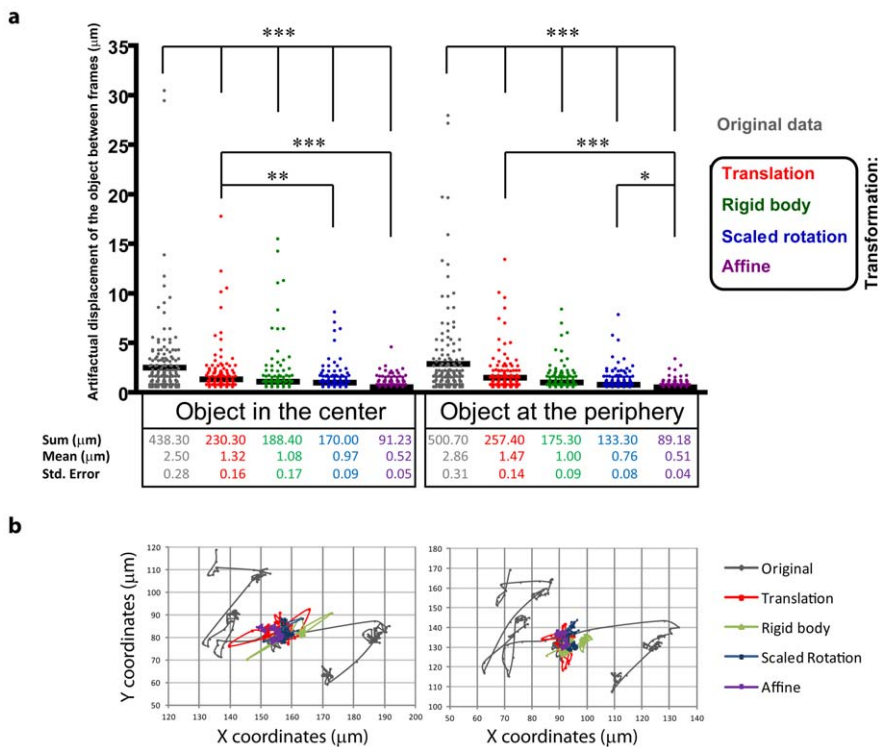 a
Artifactual displacement of the object between frames (μm)
35
30
25
20
15
10
5
0
*** ***
*** ***
** *
Original data
Transformation:
Translation
Rigid body
Scaled rotation
Affine
Object in the center Object at the periphery
Sum (μm) 438.30 230.30 188.40 170.00 91.23 500.70 257.40 175.30 133.30 89.18
Mean (μm) 2.50 1.32 1.08 0.97 0.52 2.86 1.47 1.00 0.76 0.51
Std. Error 0.28 0.16 0.17 0.09 0.05 0.31 0.14 0.09 0.08 0.04
b
Y coordinates (μm)
120
110
100
90
80
70
60
50
120 130 140 150 160 170 180 190 200
X coordinates (μm)
180
170
160
150
140
130
120
110
100
50 60 70 80 90 100 110 120 130 140
X coordinates (μm)
Original
Translation
Rigid body
Scaled Rotation
Affine